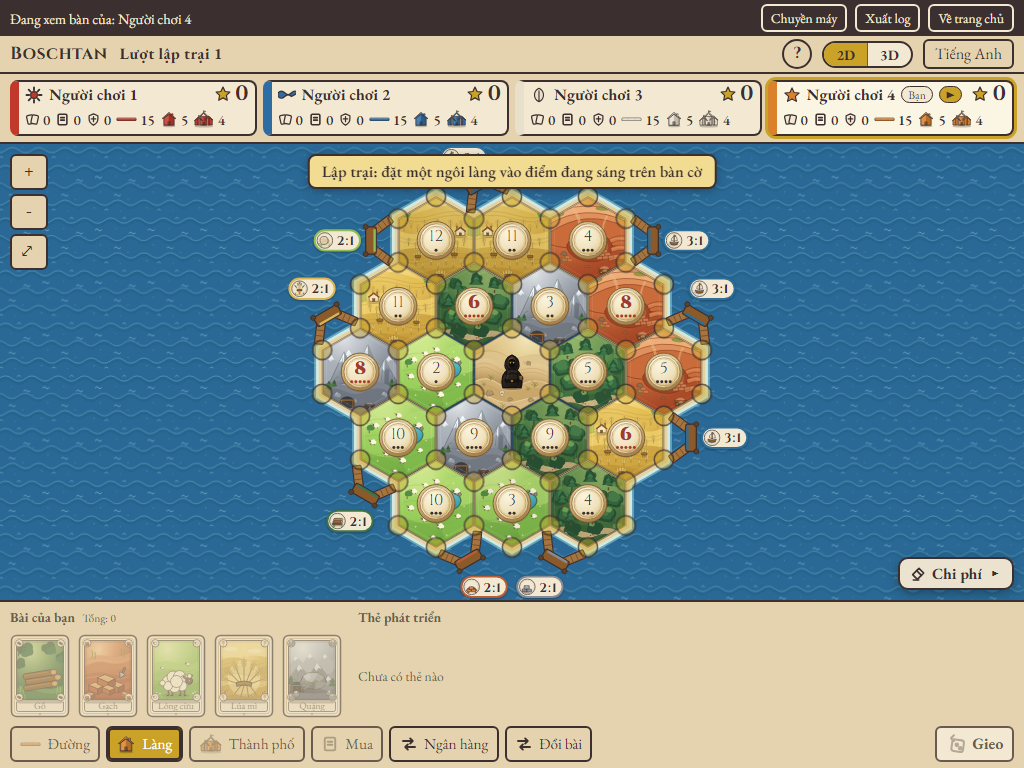 Đang xem bàn của: Người chơi 4
Chuyền máy
Xuất log
Về trang chủ
BOSCHTAN Lượt lập trại 1
?
2D
3D
Tiếng Anh
Người chơi 1 0
0 0 0 15 5 4
Người chơi 2 0
0 0 0 15 5 4
Người chơi 3 0
0 0 0 15 5 4
Người chơi 4 Bạn 0
0 0 0 15 5 4
+
-
Lập trại: đặt một ngôi làng vào điểm đang sáng trên bàn cờ
2:1 12 11 4 3:1
2:1 11 6 3 8 3:1
8 2 5 5
10 9 9 6 3:1
10 3 4
2:1
2:1 2:1
Chi phí
Bài của bạn Tổng: 0
Thẻ phát triển
Gỗ
Gạch
Lông cừu
Lúa mì
Quặng
Chưa có thẻ nào
Đường
Làng
Thành phố
Mua
Ngân hàng
Đổi bài
Gieo